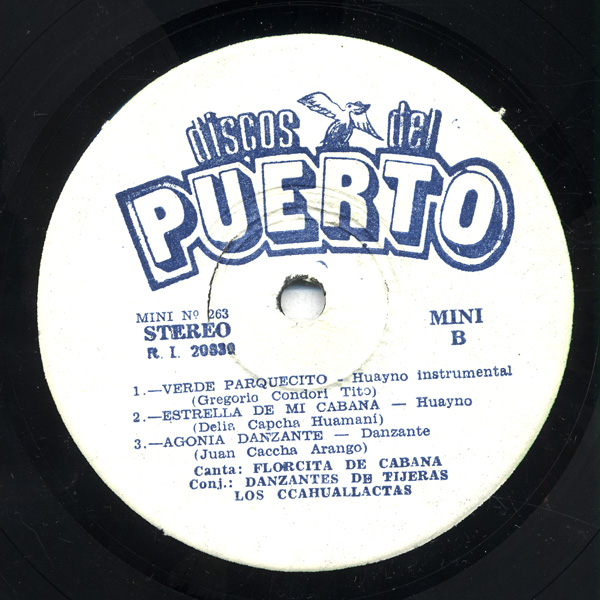 discos del
PUERTO
MINI Nº 263
STEREO
R. I. 20830
MINI
B
1.—VERDE PARQUECITO - Huayno instrumental
(Gregorio Condori Tito)
2.—ESTRELLA DE MI CABANA — Huayno
(Delia Capcha Huamaní)
3.—AGONIA DANZANTE — Danzante
(Juan Caccha Arango)
Canta: FLORCITA DE CABANA
Conj.: DANZANTES DE TIJERAS
LOS CCAHUALLACTAS